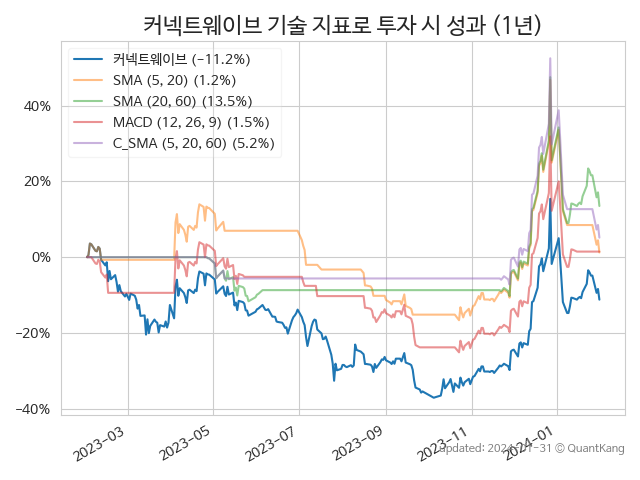 커넥트웨이브 기술 지표로 투자 시 성과 (1년)
커넥트웨이브 (-11.2%)
SMA (5, 20) (1.2%)
SMA (20, 60) (13.5%)
MACD (12, 26, 9) (1.5%)
C_SMA (5, 20, 60) (5.2%)
40%
20%
0%
-20%
-40%
2023-03
2023-05
2023-07
2023-09
2023-11
2024-01
updated: 2024-01-31 © QuantKang